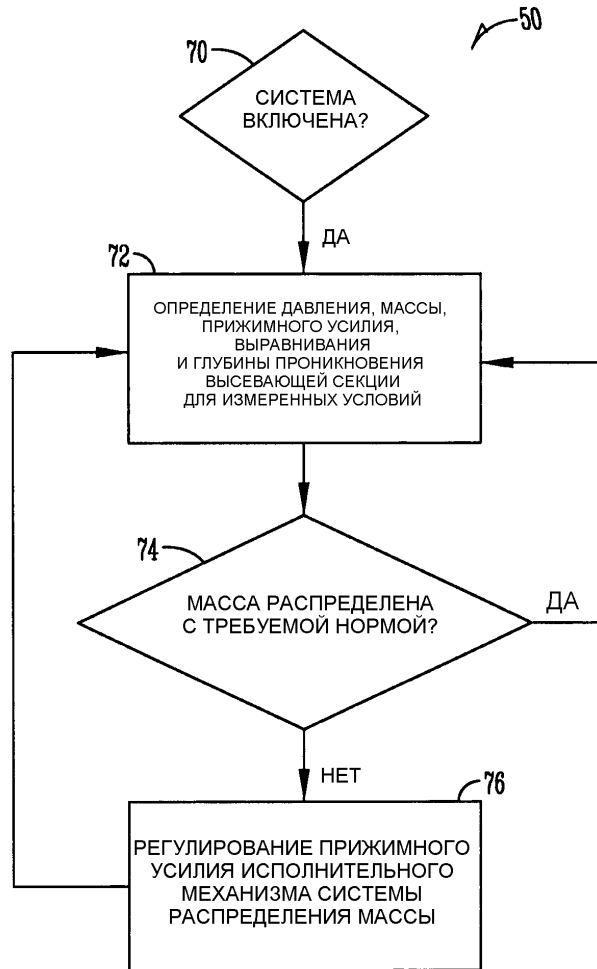 50
70
СИСТЕМА
ВКЛЮЧЕНА?
ДА
72
ОПРЕДЕЛЕНИЕ ДАВЛЕНИЯ, МАССЫ,
ПРИЖИМНОГО УСИЛИЯ,
ВЫРАВНИВАНИЯ
И ГЛУБИНЫ ПРОНИКНОВЕНИЯ
ВЫСЕВАЮЩЕЙ СЕКЦИИ
ДЛЯ ИЗМЕРЕННЫХ УСЛОВИЙ
74
МАССА РАСПРЕДЕЛЕНА
С ТРЕБУЕМОЙ НОРМОЙ?
ДА
НЕТ
76
РЕГУЛИРОВАНИЕ ПРИЖИМНОГО
УСИЛИЯ ИСПОЛНИТЕЛЬНОГО
МЕХАНИЗМА СИСТЕМЫ
РАСПРЕДЕЛЕНИЯ МАССЫ